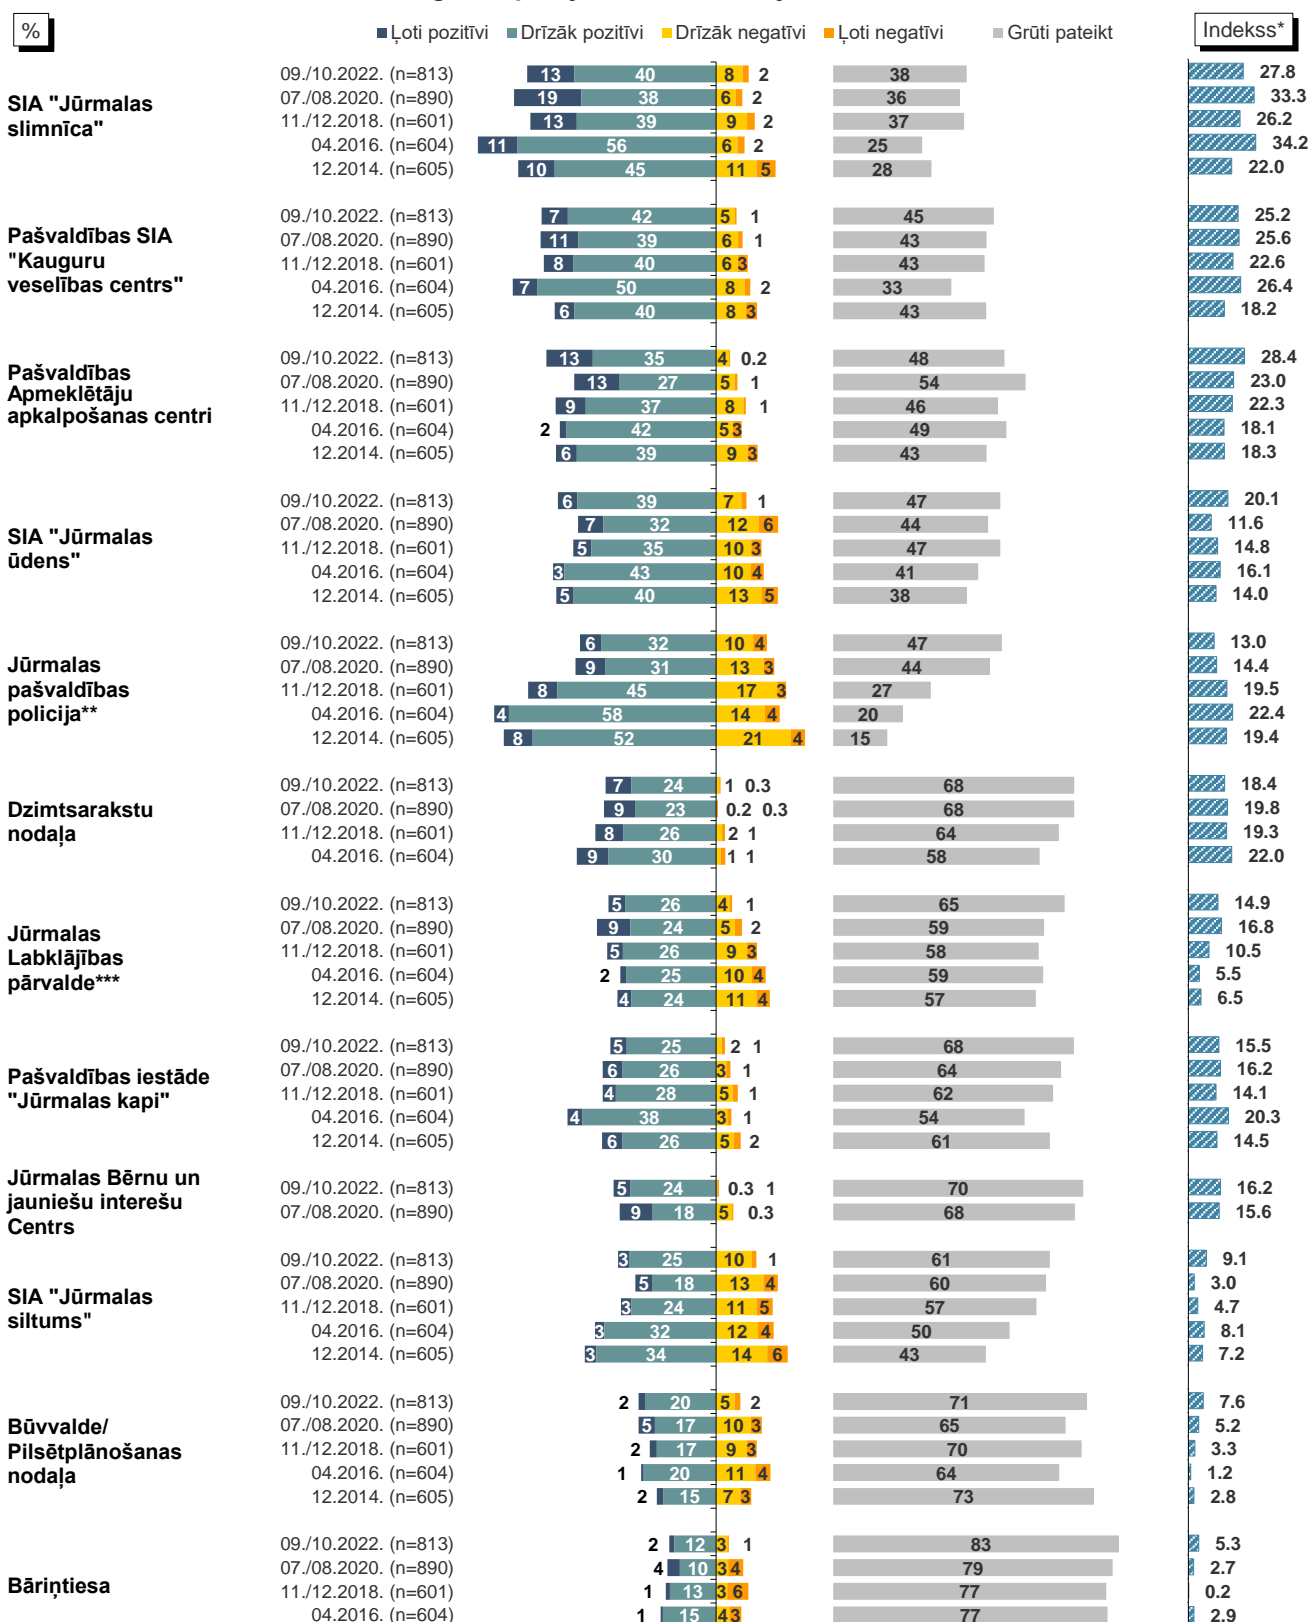 %
Ļoti pozitīvi Drīzāk pozitīvi Drīzāk negatīvi Ļoti negatīvi Grūti pateikt Indekss*
SIA "Jūrmalas slimnīca"
09./10.2022. (n=813) 13 40 8 2 38 27.8
07./08.2020. (n=890) 19 38 6 2 36 33.3
11./12.2018. (n=601) 13 39 9 2 37 26.2
04.2016. (n=604) 11 56 6 2 25 34.2
12.2014. (n=605) 10 45 11 5 28 22.0
Pašvaldības SIA "Kauguru veselības centrs"
09./10.2022. (n=813) 7 42 5 1 45 25.2
07./08.2020. (n=890) 11 39 6 1 43 25.6
11./12.2018. (n=601) 8 40 6 3 43 22.6
04.2016. (n=604) 7 50 8 2 33 26.4
12.2014. (n=605) 6 40 8 3 43 18.2
Pašvaldības Apmeklētāju apkalpošanas centri
09./10.2022. (n=813) 13 35 4 0.2 48 28.4
07./08.2020. (n=890) 13 27 5 1 54 23.0
11./12.2018. (n=601) 9 37 8 1 46 22.3
04.2016. (n=604) 2 42 5 3 49 18.1
12.2014. (n=605) 6 39 9 3 43 18.3
SIA "Jūrmalas ūdens"
09./10.2022. (n=813) 6 39 7 1 47 20.1
07./08.2020. (n=890) 7 32 12 6 44 11.6
11./12.2018. (n=601) 5 35 10 3 47 14.8
04.2016. (n=604) 3 43 10 4 41 16.1
12.2014. (n=605) 5 40 13 5 38 14.0
Jūrmalas pašvaldības policija**
09./10.2022. (n=813) 6 32 10 4 47 13.0
07./08.2020. (n=890) 9 31 13 3 44 14.4
11./12.2018. (n=601) 8 45 17 3 27 19.5
04.2016. (n=604) 4 58 14 4 20 22.4
12.2014. (n=605) 8 52 21 4 15 19.4
Dzimtsarakstu nodaļa
09./10.2022. (n=813) 7 24 1 0.3 68 18.4
07./08.2020. (n=890) 9 23 0.2 0.3 68 19.8
11./12.2018. (n=601) 8 26 2 1 64 19.3
04.2016. (n=604) 9 30 1 1 58 22.0
Jūrmalas Labklājības pārvalde***
09./10.2022. (n=813) 5 26 4 1 65 14.9
07./08.2020. (n=890) 9 24 5 2 59 16.8
11./12.2018. (n=601) 5 26 9 3 58 10.5
04.2016. (n=604) 2 25 10 4 59 5.5
12.2014. (n=605) 4 24 11 4 57 6.5
Pašvaldības iestāde "Jūrmalas kapi"
09./10.2022. (n=813) 5 25 2 1 68 15.5
07./08.2020. (n=890) 6 26 3 1 64 16.2
11./12.2018. (n=601) 4 28 5 1 62 14.1
04.2016. (n=604) 4 38 3 1 54 20.3
12.2014. (n=605) 6 26 5 2 61 14.5
Jūrmalas Bērnu un jauniešu interešu Centrs
09./10.2022. (n=813) 5 24 0.3 1 70 16.2
07./08.2020. (n=890) 9 18 5 0.3 68 15.6
SIA "Jūrmalas siltums"
09./10.2022. (n=813) 3 25 10 1 61 9.1
07./08.2020. (n=890) 5 18 13 4 60 3.0
11./12.2018. (n=601) 3 24 11 5 57 4.7
04.2016. (n=604) 3 32 12 4 50 8.1
12.2014. (n=605) 3 34 14 6 43 7.2
Būvvalde/ Pilsētplānošanas nodaļa
09./10.2022. (n=813) 2 20 5 2 71 7.6
07./08.2020. (n=890) 5 17 10 3 65 5.2
11./12.2018. (n=601) 2 17 9 3 70 3.3
04.2016. (n=604) 1 20 11 4 64 1.2
12.2014. (n=605) 2 15 7 3 73 2.8
Bāriņtiesa
09./10.2022. (n=813) 2 12 3 1 83 5.3
07./08.2020. (n=890) 4 10 3 4 79 2.7
11./12.2018. (n=601) 1 13 3 6 77 0.2
04.2016. (n=604) 1 15 4 3 77 2.9